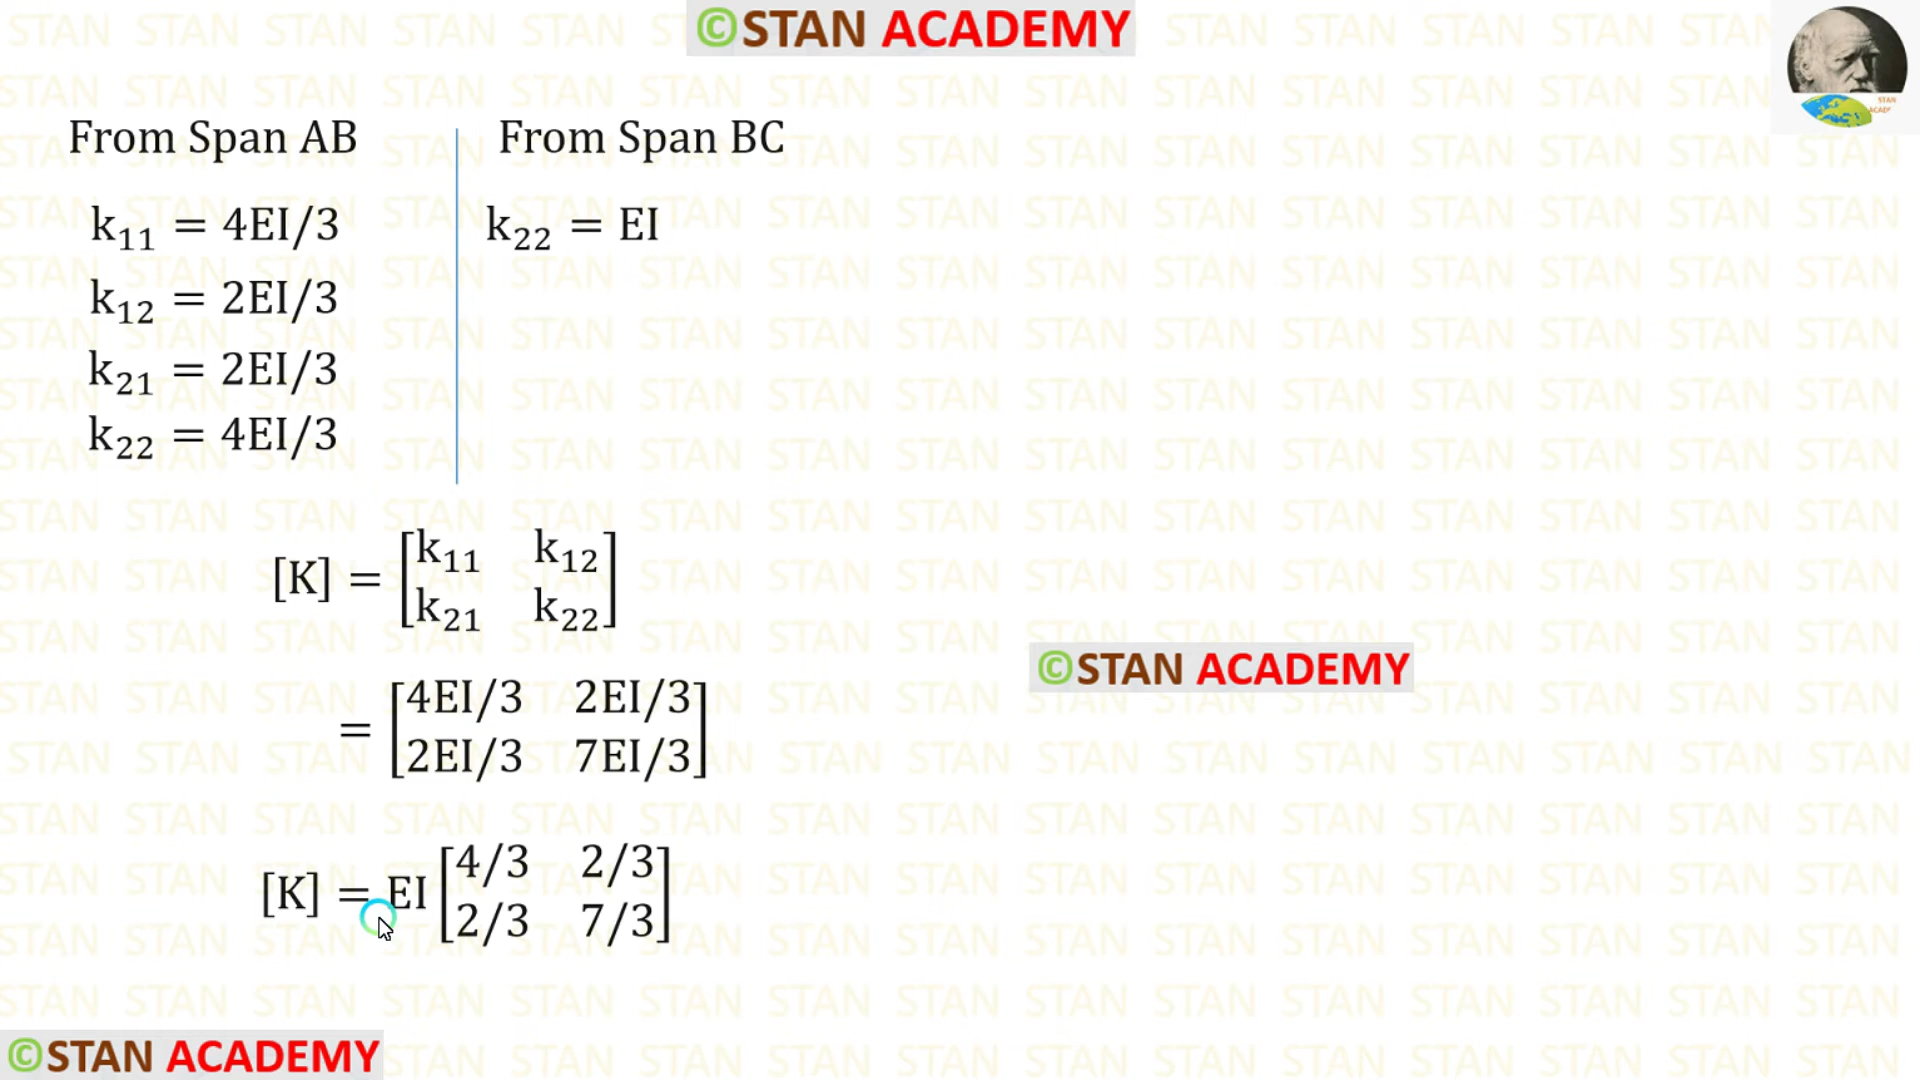 ©STAN ACADEMY
From Span AB
k₁₁ = 4EI/3
k₁₂ = 2EI/3
k₂₁ = 2EI/3
k₂₂ = 4EI/3
From Span BC
k₂₂ = EI
[K] = [k₁₁ k₁₂
k₂₁ k₂₂]
= [4EI/3 2EI/3
2EI/3 7EI/3]
©STAN ACADEMY
[K] = EI [4/3 2/3
2/3 7/3]
©STAN ACADEMY